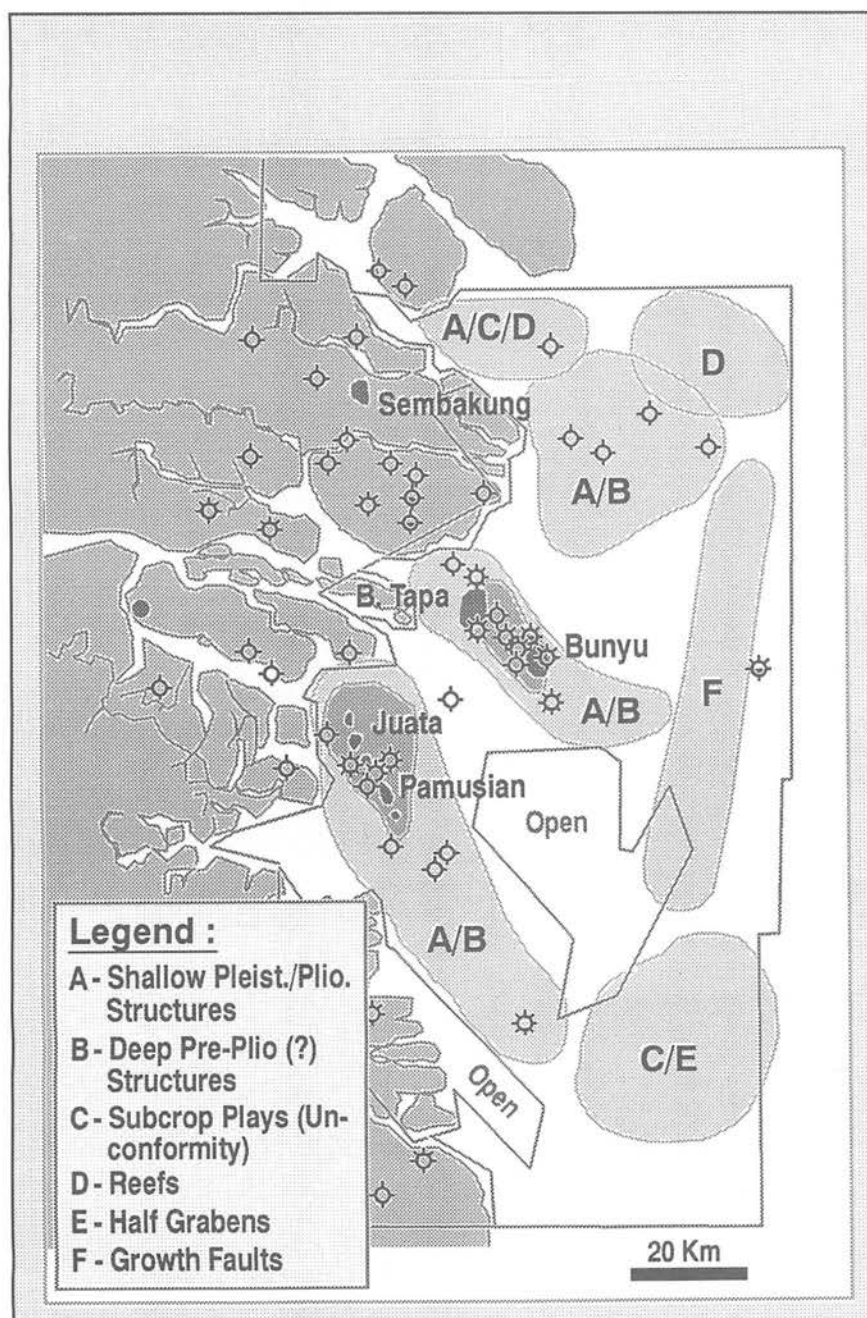 A/C/D
D
Sembakung
A/B
B. Tapa
Bunyu
A/B
F
Juata
Pamusian
Open
A/B
C/E
Open
Legend :
A - Shallow Pleist./Plio.
Structures
B - Deep Pre-Plio (?)
Structures
C - Subcrop Plays (Un-
conformity)
D - Reefs
E - Half Grabens
F - Growth Faults
20 Km